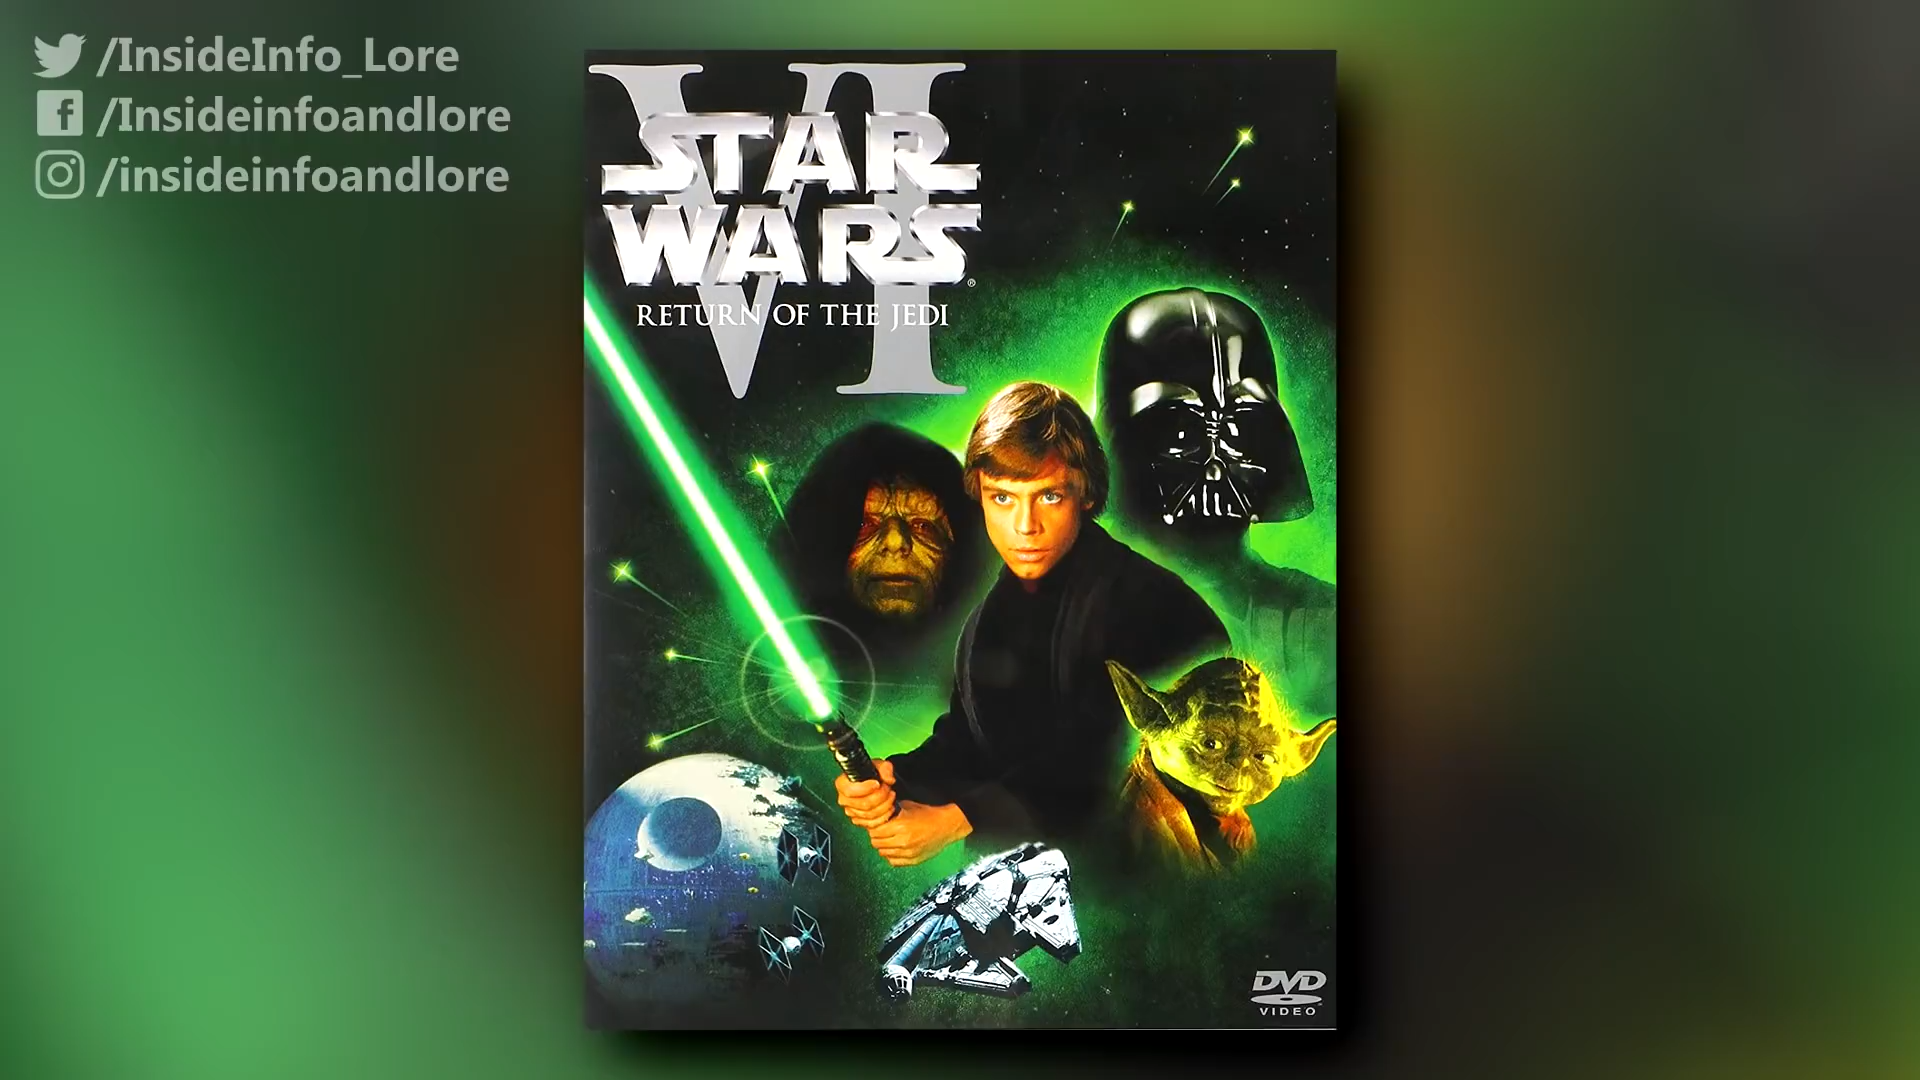 /InsideInfo_Lore
/Insideinfoandlore
/insideinfoandlore
VI
STAR
WARS
®
RETURN OF THE JEDI
DVD
VIDEO